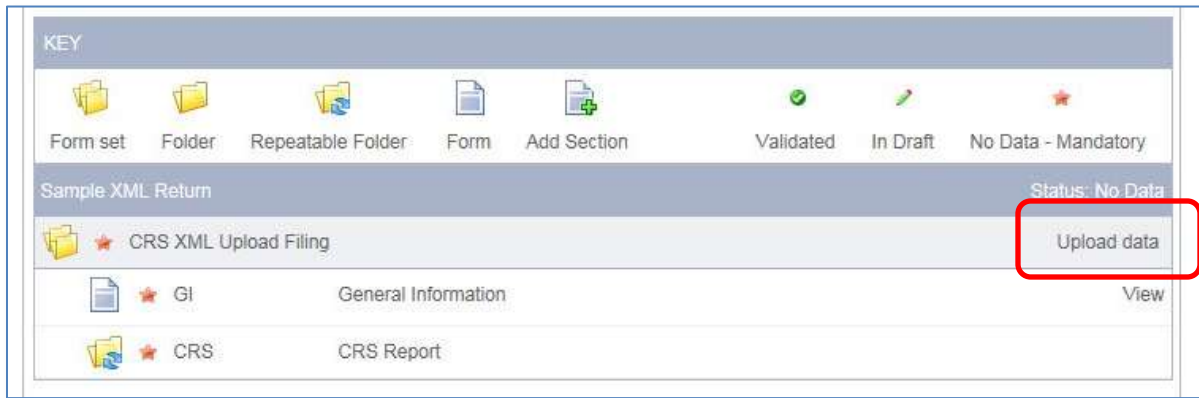 KEY
Form set Folder Repeatable Folder Form Add Section Validated In Draft No Data - Mandatory
Sample XML Return Status: No Data
CRS XML Upload Filing Upload data
GI General Information View
CRS CRS Report